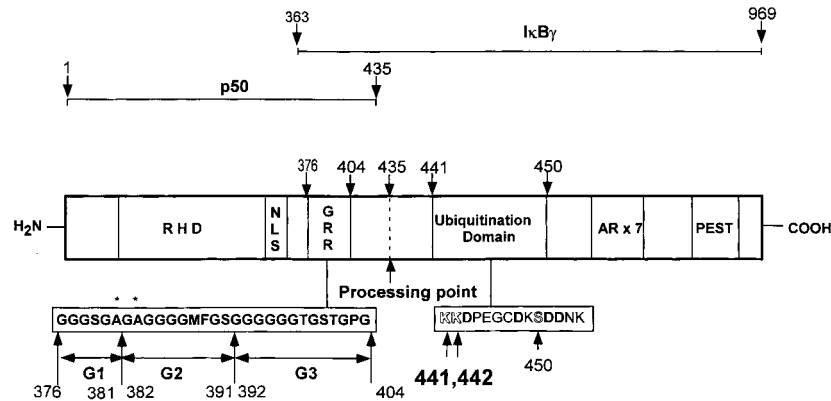 363 969
IκBγ
1 435
p50
376 404 435 441 450
H₂N RHD NLS GRR Ubiquitination Domain AR x 7 PEST COOH
Processing point
* *
GGGSGAGAGGGGMFGSGGGGGGTGSTGPG KKDPEGCDKSDDNK
G1 G2 G3 441,442 450
376 381 382 391 392 404